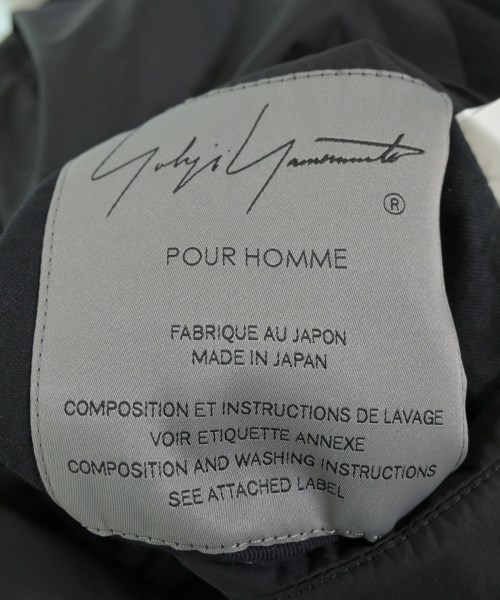 Yohji Yamamoto
®
POUR HOMME
FABRIQUE AU JAPON
MADE IN JAPAN
COMPOSITION ET INSTRUCTIONS DE LAVAGE
VOIR ETIQUETTE ANNEXE
COMPOSITION AND WASHING INSTRUCTIONS
SEE ATTACHED LABEL